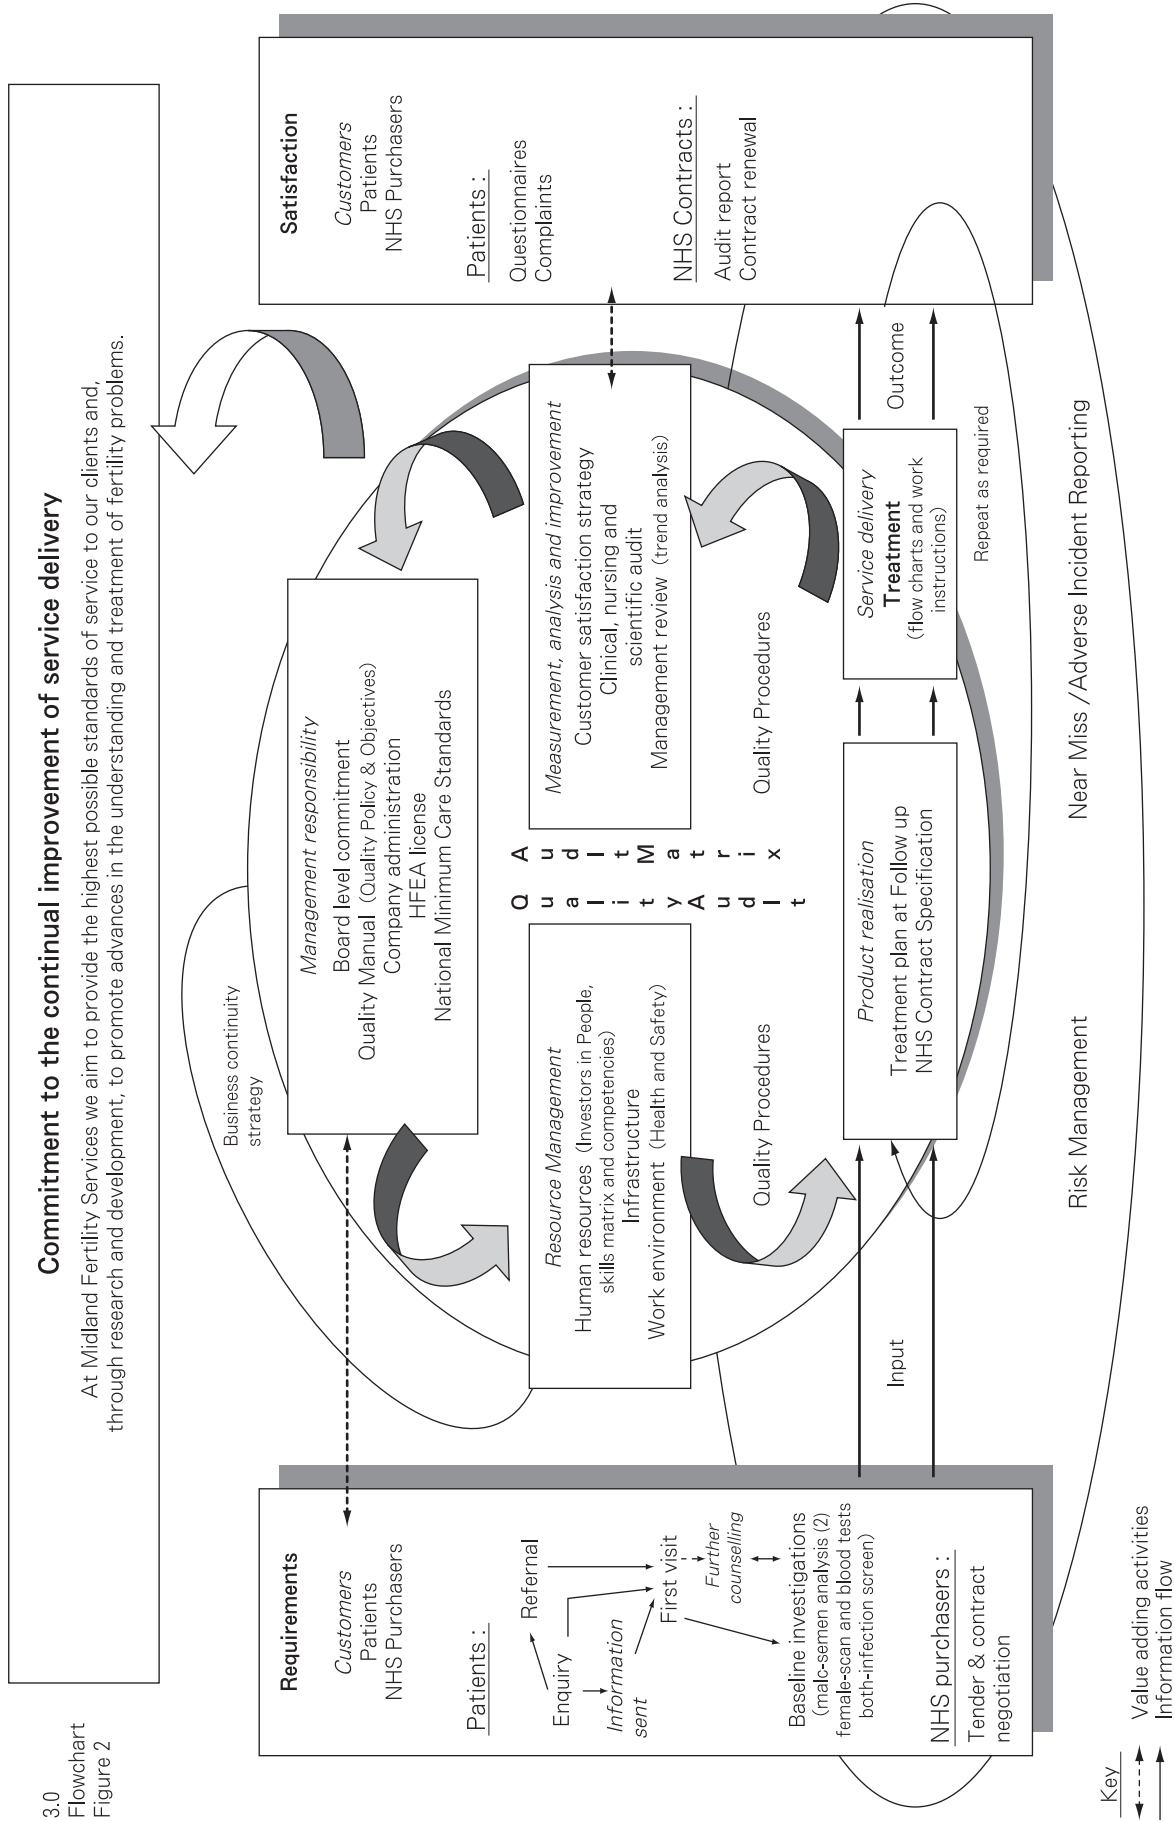 3.0
Flowchart
Figure 2
Commitment to the continual improvement of service delivery
At Midland Fertility Services we aim to provide the highest possible standards of service to our clients and,
through research and development, to promote advances in the understanding and treatment of fertility problems.
Requirements
Customers
Patients
NHS Purchasers
Patients :
Enquiry
Refernal
Information
sent
First visit
Further
counselling
Baseline investigations
(malc-semen analysis (2)
female-scan and blood tests
both-infection screen)
NHS purchasers :
Tender & contract
negotiation
Business continuity
strategy
Management responsibility
Board level commitment
Quality Manual (Quality Policy & Objectives)
Company administration
HFEA license
National Minimum Care Standards
Resource Management
Human resources (Investors in People,
skills matrix and competencies)
Infrastructure
Work environment (Health and Safety)
Quality AudIt
AudIt Matrix
Measurement, analysis and improvement
Customer satisfaction strategy
Clinical, nursing and
scientific audit
Management review (trend analysis)
Quality Procedures
Quality Procedures
Input
Product realisation
Treatment plan at Follow up
NHS Contract Specification
Service delivery
Treatment
(flow charts and work
instructions)
Outcome
Repeat as required
Risk Management
Near Miss /Adverse Incident Reporting
Satisfaction
Customers
Patients
NHS Purchasers
Patients :
Questionnaires
Complaints
NHS Contracts :
Audit report
Contract renewal
Key
Value adding activities
Information flow